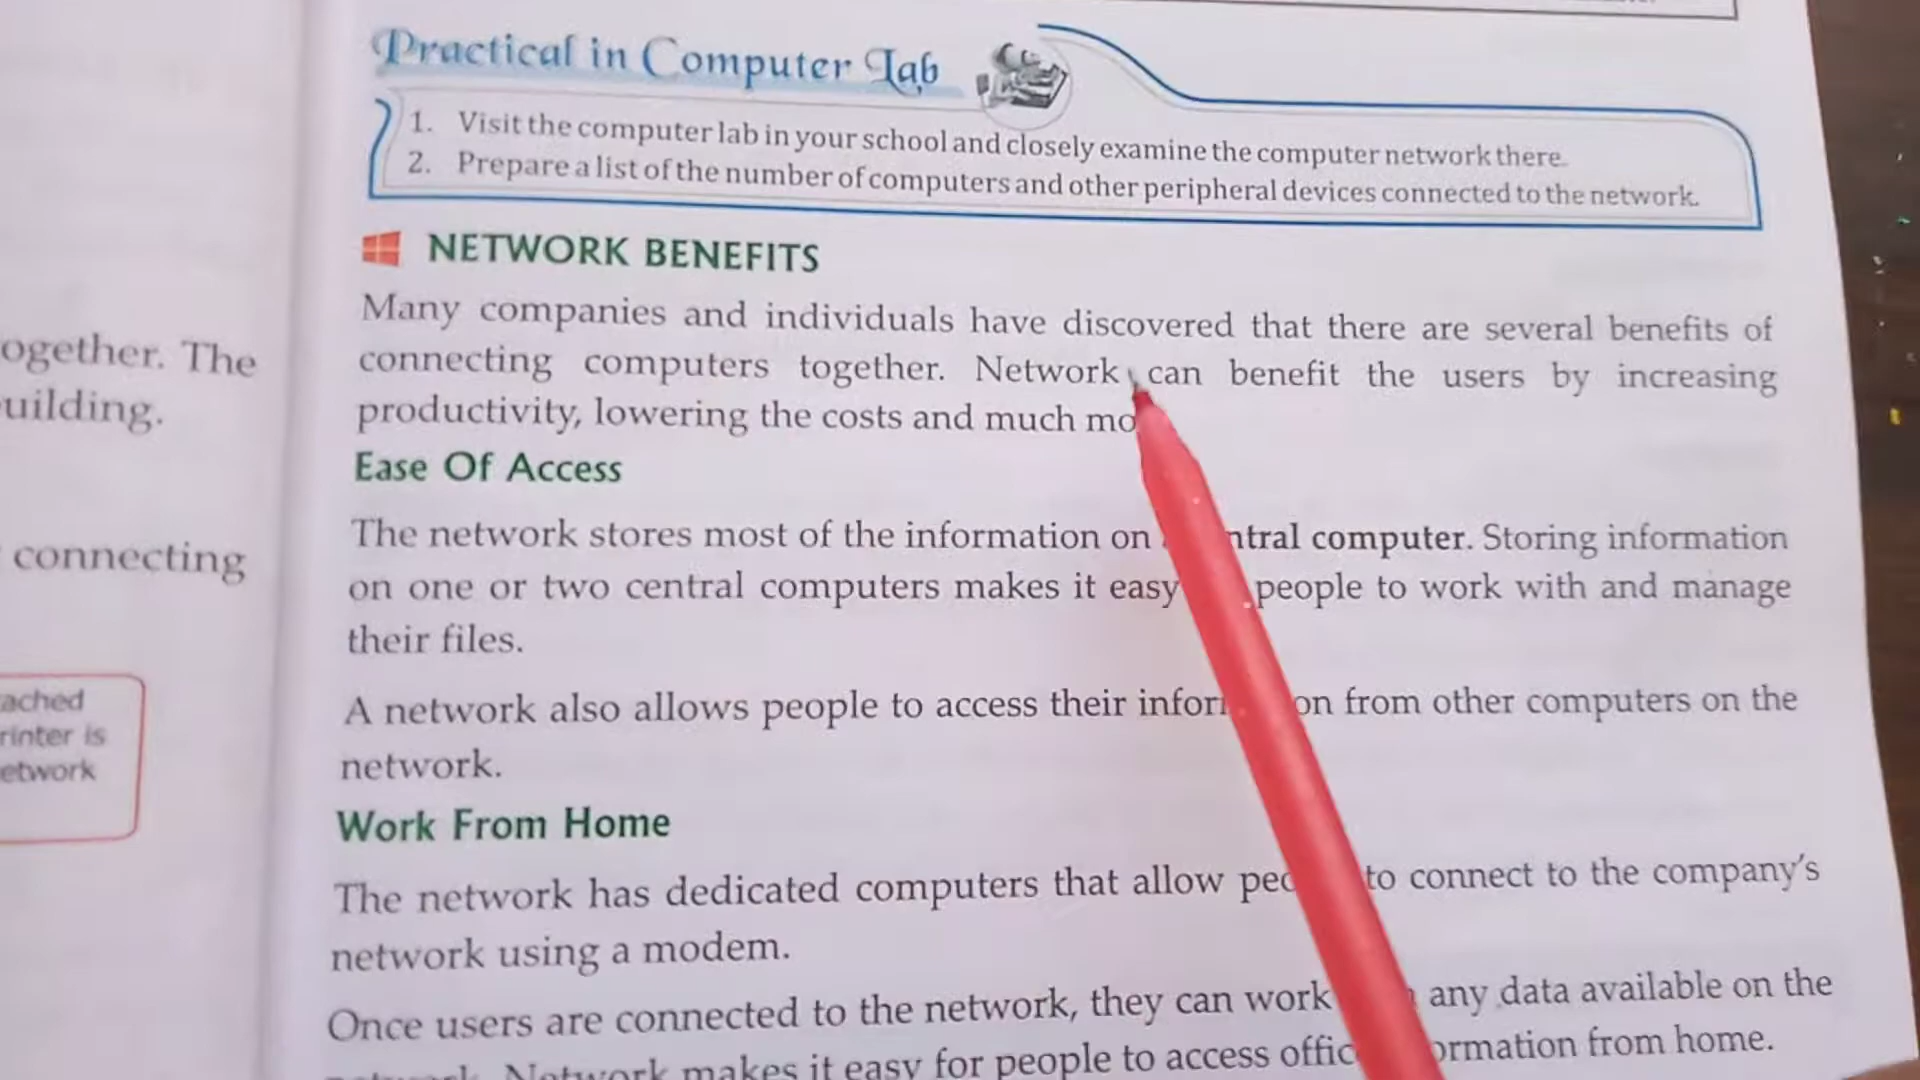 Practical in Computer Lab
1. Visit the computer lab in your school and closely examine the computer network there.
2. Prepare a list of the number of computers and other peripheral devices connected to the network.
NETWORK BENEFITS
Many companies and individuals have discovered that there are several benefits of
connecting computers together. Network can benefit the users by increasing
productivity, lowering the costs and much mo
Ease Of Access
The network stores most of the information on ntral computer. Storing information
on one or two central computers makes it easy people to work with and manage
their files.
A network also allows people to access their infor on from other computers on the
network.
Work From Home
The network has dedicated computers that allow peo to connect to the company's
network using a modem.
Once users are connected to the network, they can work any data available on the
Network makes it easy for people to access offic ormation from home.
ogether. The
uilding.
connecting
ached
rinter is
etwork